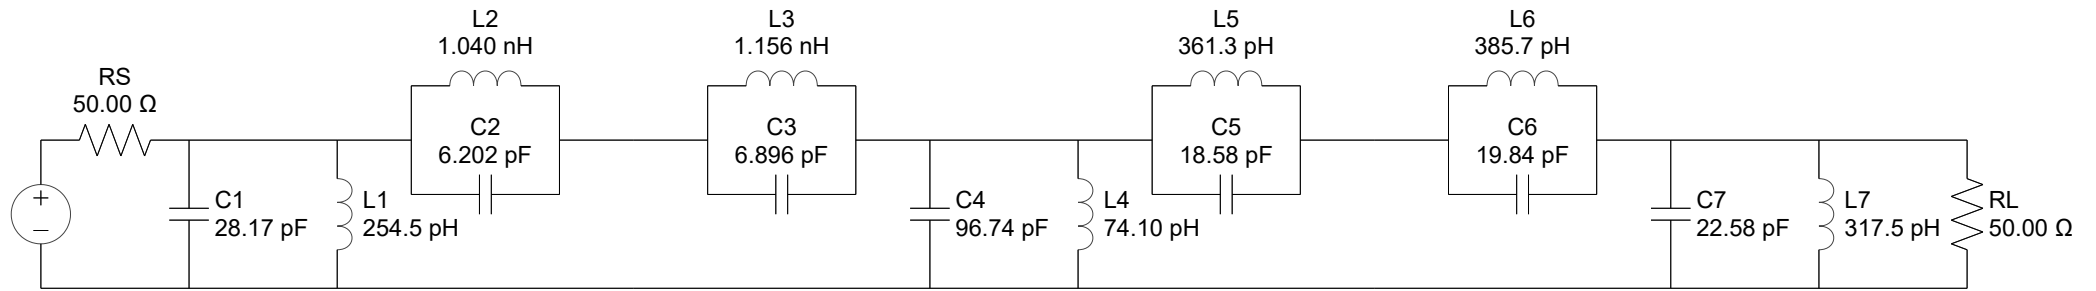 RS
50.00 Ω
C1
28.17 pF
L1
254.5 pH
L2
1.040 nH
C2
6.202 pF
L3
1.156 nH
C3
6.896 pF
C4
96.74 pF
L4
74.10 pH
L5
361.3 pH
C5
18.58 pF
L6
385.7 pH
C6
19.84 pF
C7
22.58 pF
L7
317.5 pH
RL
50.00 Ω